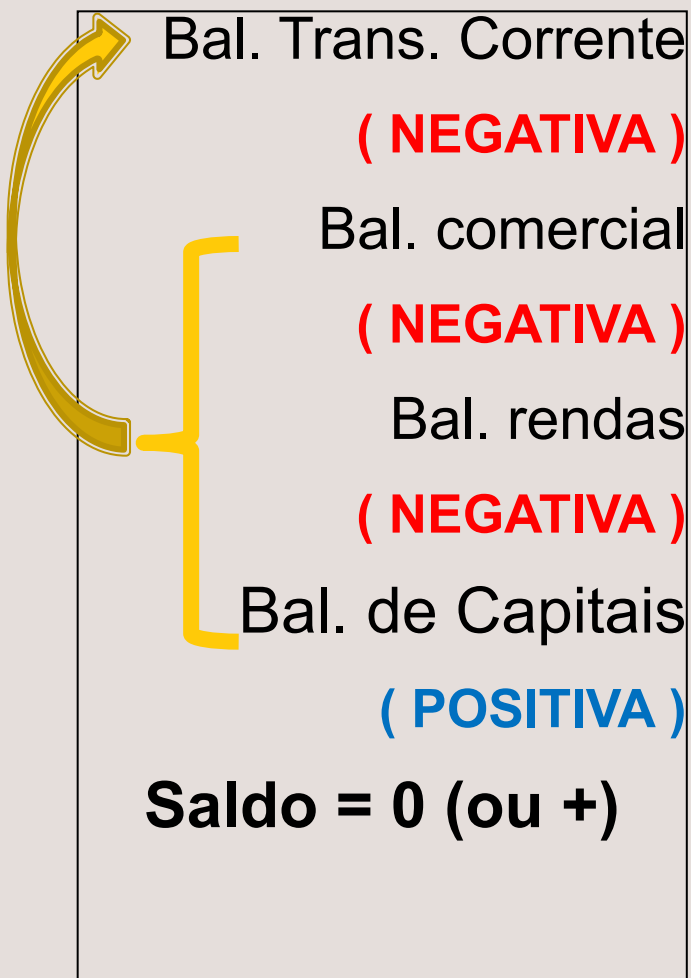 Bal. Trans. Corrente
( NEGATIVA )
Bal. comercial
( NEGATIVA )
Bal. rendas
( NEGATIVA )
Bal. de Capitais
( POSITIVA )
Saldo = 0 (ou +)